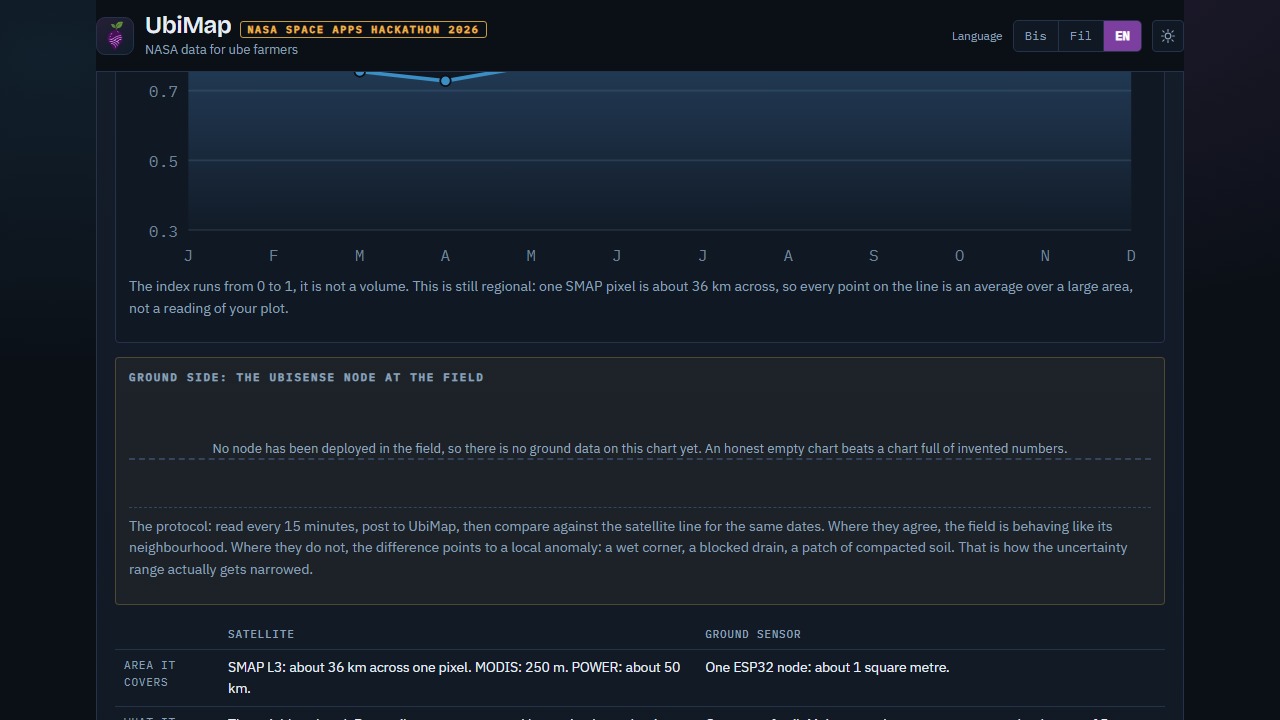 UbiMap NASA SPACE APPS HACKATHON 2026
NASA data for ube farmers
Language Bis Fil EN
0.7
0.5
0.3
J F M A M J J A S O N D
The index runs from 0 to 1, it is not a volume. This is still regional: one SMAP pixel is about 36 km across, so every point on the line is an average over a large area,
not a reading of your plot.
GROUND SIDE: THE UBISENSE NODE AT THE FIELD
No node has been deployed in the field, so there is no ground data on this chart yet. An honest empty chart beats a chart full of invented numbers.
The protocol: read every 15 minutes, post to UbiMap, then compare against the satellite line for the same dates. Where they agree, the field is behaving like its
neighbourhood. Where they do not, the difference points to a local anomaly: a wet corner, a blocked drain, a patch of compacted soil. That is how the uncertainty
range actually gets narrowed.
SATELLITE GROUND SENSOR
AREA IT
COVERS
SMAP L3: about 36 km across one pixel. MODIS: 250 m. POWER: about 50
km.
One ESP32 node: about 1 square metre.